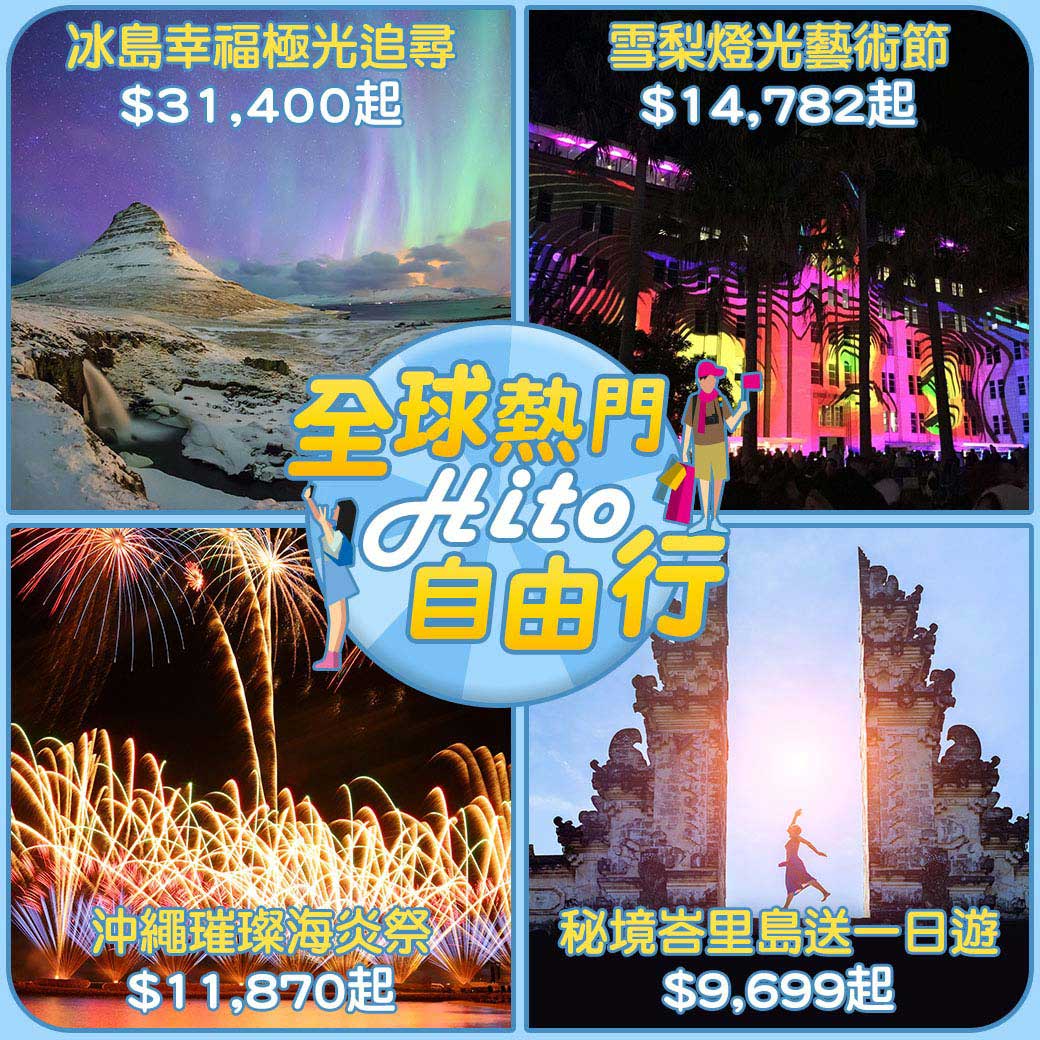 冰島幸福極光追尋
$31,400起
雪梨燈光藝術節
$14,782起
全球熱門
Hito
自由行
沖繩璀璨海炎祭
$11,870起
秘境峇里島送一日遊
$9,699起